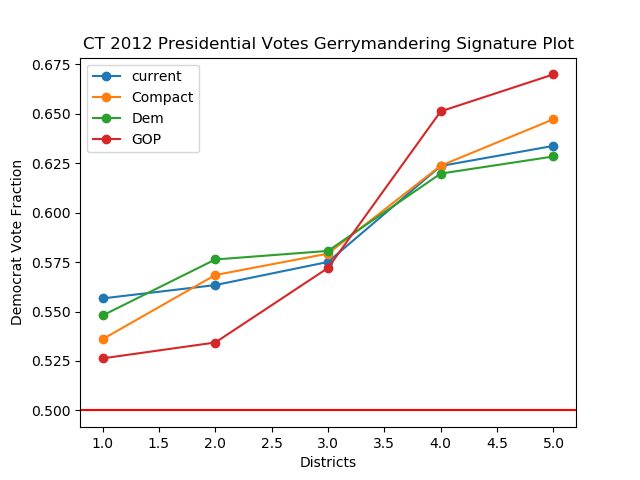 CT 2012 Presidential Votes Gerrymandering Signature Plot
current
Compact
Dem
GOP
Democrat Vote Fraction
0.675
0.650
0.625
0.600
0.575
0.550
0.525
0.500
1.0 1.5 2.0 2.5 3.0 3.5 4.0 4.5 5.0
Districts